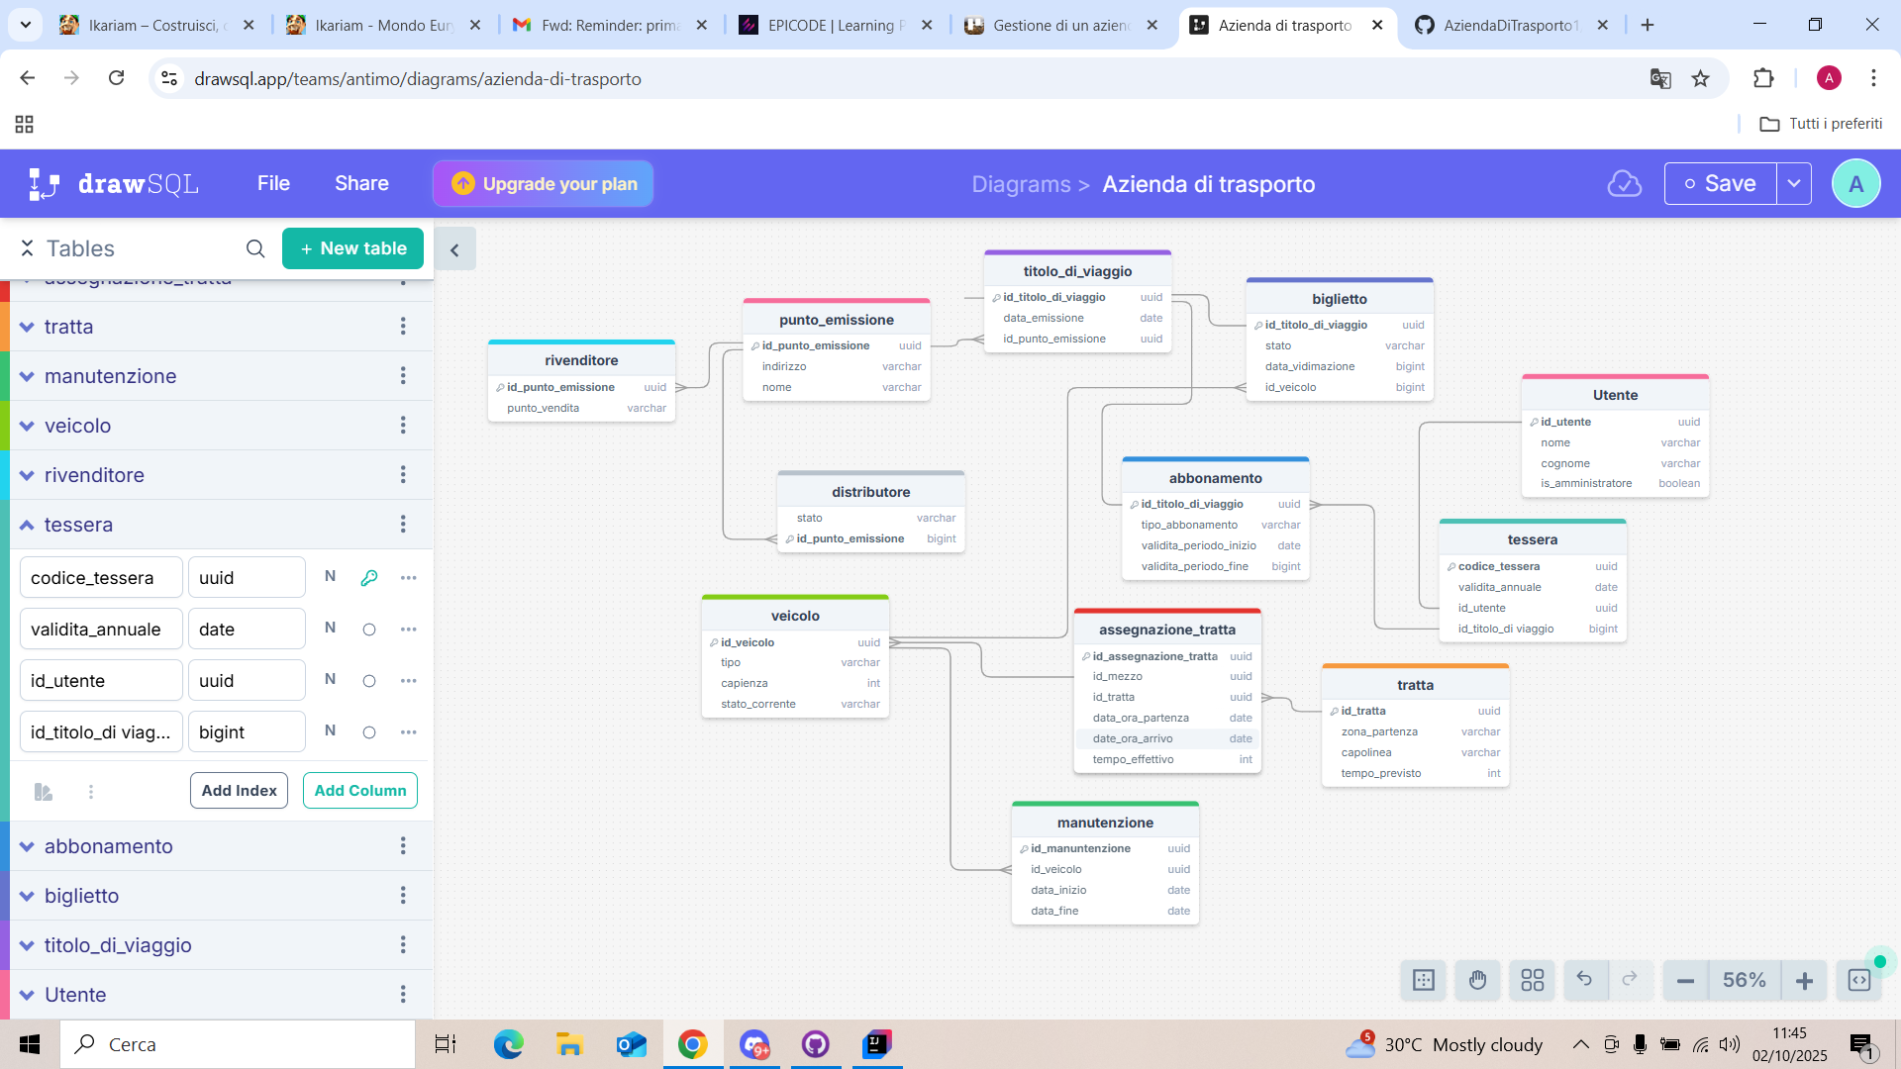 Ikariam – Costruisci, c
Ikariam - Mondo Eury
Fwd: Reminder: prima
EPICODE | Learning P
Gestione di un azien
Azienda di trasporto
AziendaDiTrasporto1
drawsql.app/teams/antimo/diagrams/azienda-di-trasporto
A
Tutti i preferiti
drawSQL
File
Share
Upgrade your plan
Diagrams > Azienda di trasporto
Save
A
Tables
+ New table
assegnazione_tratta
tratta
manutenzione
veicolo
rivenditore
tessera
codice_tessera uuid N
validita_annuale date N
id_utente uuid N
id_titolo_di viag... bigint N
Add Index
Add Column
abbonamento
biglietto
titolo_di_viaggio
Utente
titolo_di_viaggio
id_titolo_di_viaggio uuid
data_emissione date
id_punto_emissione uuid
biglietto
id_titolo_di_viaggio uuid
stato varchar
data_vidimazione bigint
id_veicolo bigint
punto_emissione
id_punto_emissione uuid
indirizzo varchar
nome varchar
rivenditore
id_punto_emissione uuid
punto_vendita varchar
Utente
id_utente uuid
nome varchar
cognome varchar
is_amministratore boolean
distributore
stato varchar
id_punto_emissione bigint
abbonamento
id_titolo_di_viaggio uuid
tipo_abbonamento varchar
validita_periodo_inizio date
validita_periodo_fine bigint
tessera
codice_tessera uuid
validita_annuale date
id_utente uuid
id_titolo_di viaggio bigint
veicolo
id_veicolo uuid
tipo varchar
capienza int
stato_corrente varchar
assegnazione_tratta
id_assegnazione_tratta uuid
id_mezzo uuid
id_tratta uuid
data_ora_partenza date
date_ora_arrivo date
tempo_effettivo int
tratta
id_tratta uuid
zona_partenza varchar
capolinea varchar
tempo_previsto int
manutenzione
id_manuntenzione uuid
id_veicolo uuid
data_inizio date
data_fine date
56%
Cerca
9+
5
30°C Mostly cloudy
11:45
02/10/2025
1